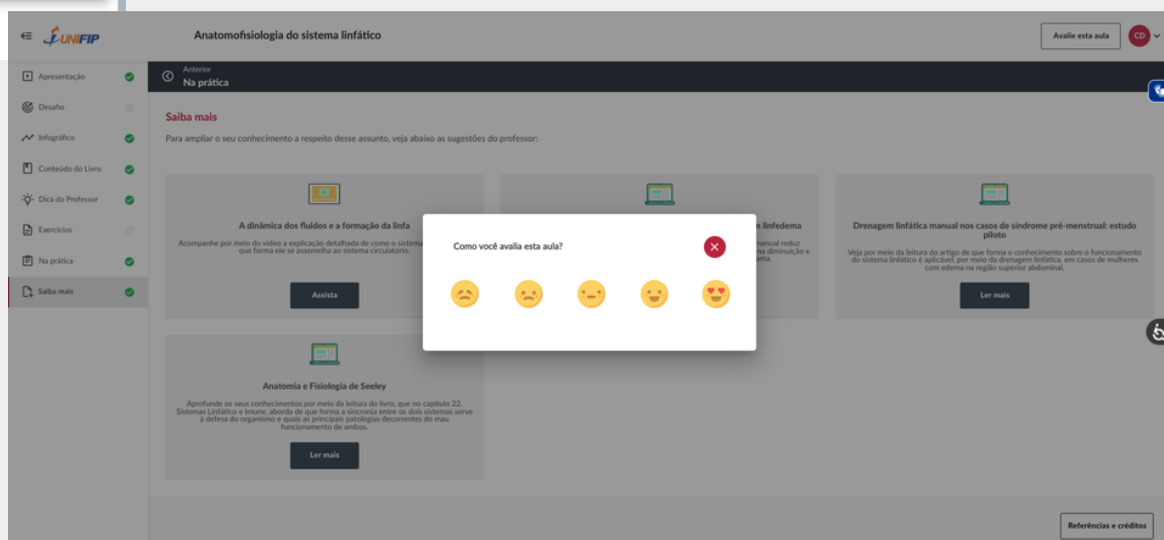 UNIFIP
Anatomofisiologia do sistema linfático
Avalie esta aula
CD
Apresentação
Desafio
Infográfico
Conteúdo do Livro
Dica do Professor
Exercícios
Na prática
Saiba mais
Anterior
Na prática
Saiba mais
Para ampliar o seu conhecimento a respeito desse assunto, veja abaixo as sugestões do professor:
A dinâmica dos fluidos e a formação da linfa
Acompanhe por meio do vídeo a explicação detalhada de como o sistema
que forma ele se assemelha ao sistema circulatório.
Assista
linfedema
manual reduz
na diminuição e
Drenagem linfática manual nos casos de síndrome pré-menstrual: estudo
piloto
Veja por meio da leitura do artigo de que forma o conhecimento sobre o funcionamento
do sistema linfático é aplicável, por meio da drenagem linfática, em casos de mulheres
com edema na região superior abdominal.
Ler mais
Como você avalia esta aula?
Anatomia e Fisiologia de Seeley
Aprofunde os seus conhecimentos por meio da leitura do livro, que no capítulo 22,
Sistemas Linfático e Imune, aborda de que forma a sincronia entre os dois sistemas serve
à defesa do organismo e quais as principais patologias decorrentes do mau
funcionamento de ambos.
Ler mais
Referências e créditos